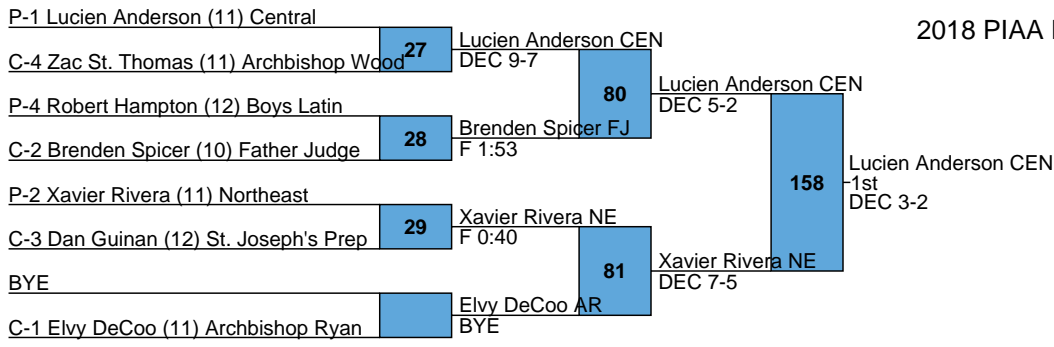 2018 PIAA
P-1 Lucien Anderson (11) Central
27
C-4 Zac St. Thomas (11) Archbishop Wood
Lucien Anderson CEN
DEC 9-7
80
P-4 Robert Hampton (12) Boys Latin
28
C-2 Brenden Spicer (10) Father Judge
Brenden Spicer FJ
F 1:53
Lucien Anderson CEN
DEC 5-2
158
P-2 Xavier Rivera (11) Northeast
29
C-3 Dan Guinan (12) St. Joseph's Prep
Xavier Rivera NE
F 0:40
81
BYE
C-1 Elvy DeCoo (11) Archbishop Ryan
Elvy DeCoo AR
BYE
Xavier Rivera NE
DEC 7-5
Lucien Anderson CEN
1st
DEC 3-2